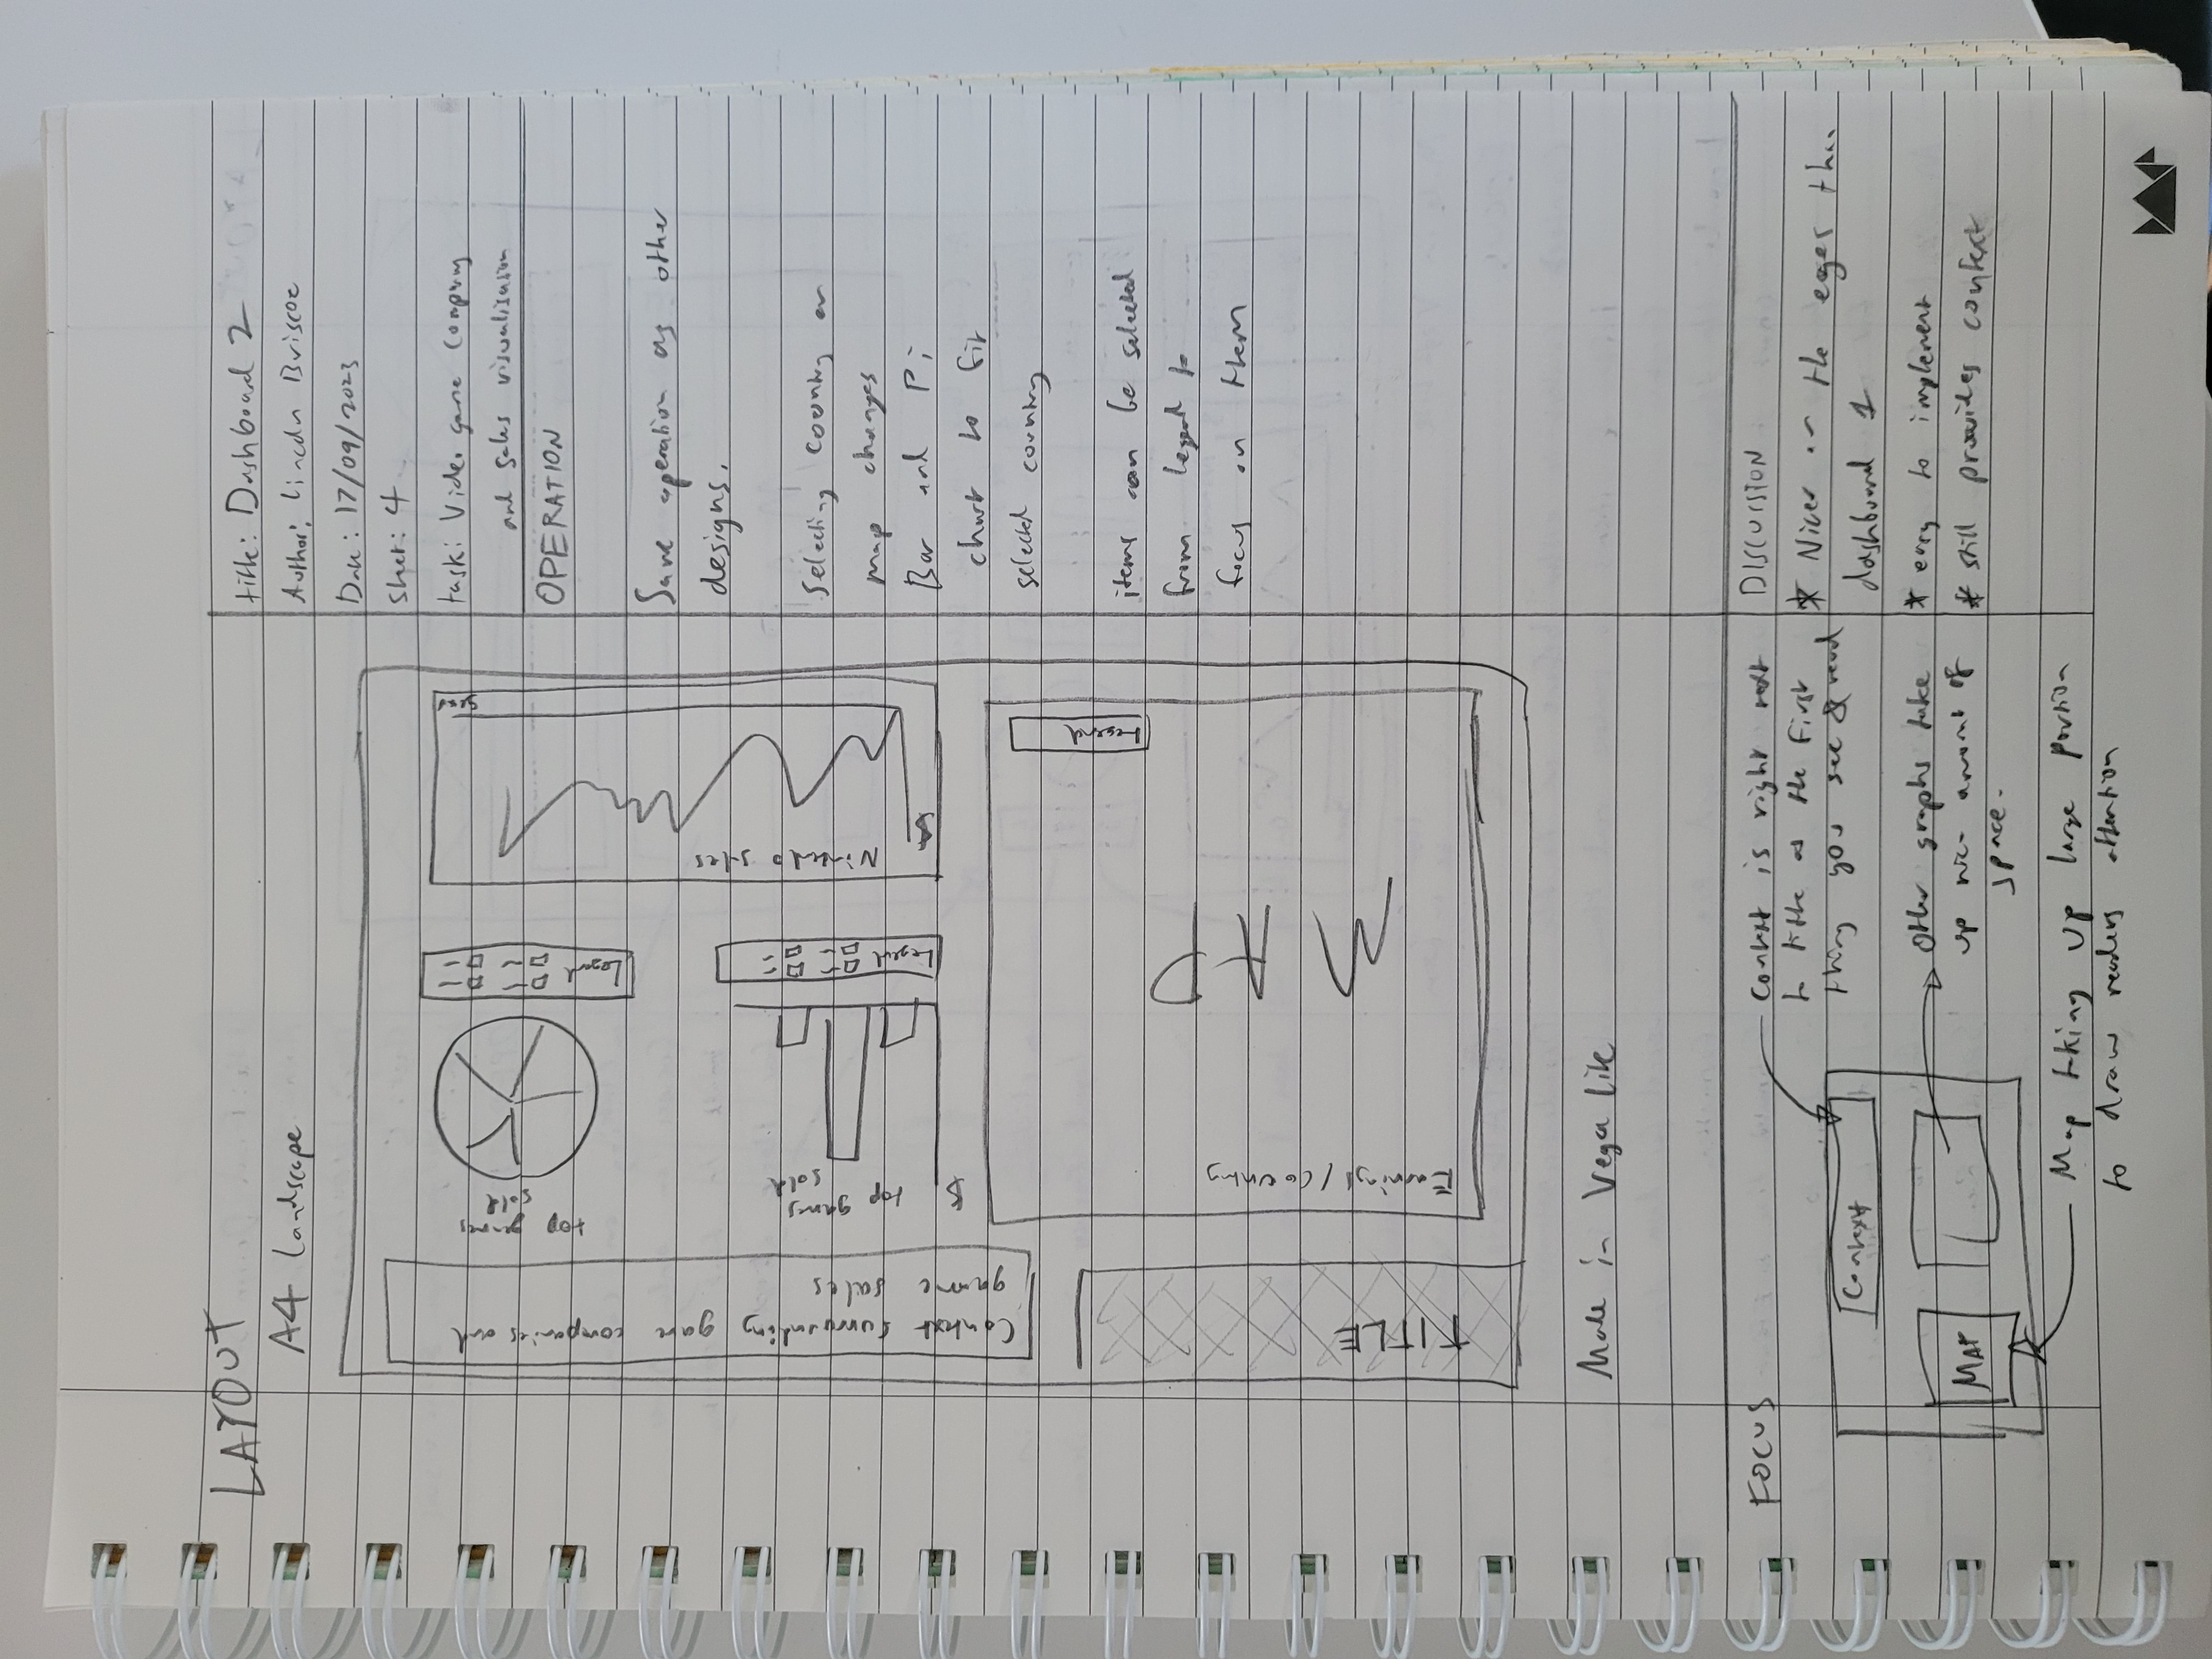 LAYOUT
A4 Landscape
TITLE
Context surrounding game companies and
game sales
Earnings / Country
MAP
Legend
$
top games
sold
Legend
top games
sold
Legend
Nintendo sales
$
Made in Vega lite
title: Dashboard 2
Author: Lincoln Briscoe
Date: 17/09/2023
Sheet: 4
task: Video game company
and sales visualisation
OPERATION
Same operation as other
designs.
Selecting country on
map changes
Bar and Pi
chart to fit
selected country
items can be selected
from legend to
focus on them
FOCUS
Context is right next
to title as the first
thing you see & read
Context
Map
Other graphs take
up nice amount of
space.
Map taking up large portion
to draw readers attention
DISCUSSION
* Nicer on the eyes than
dashboard 1
* easy to implement
* still provides context